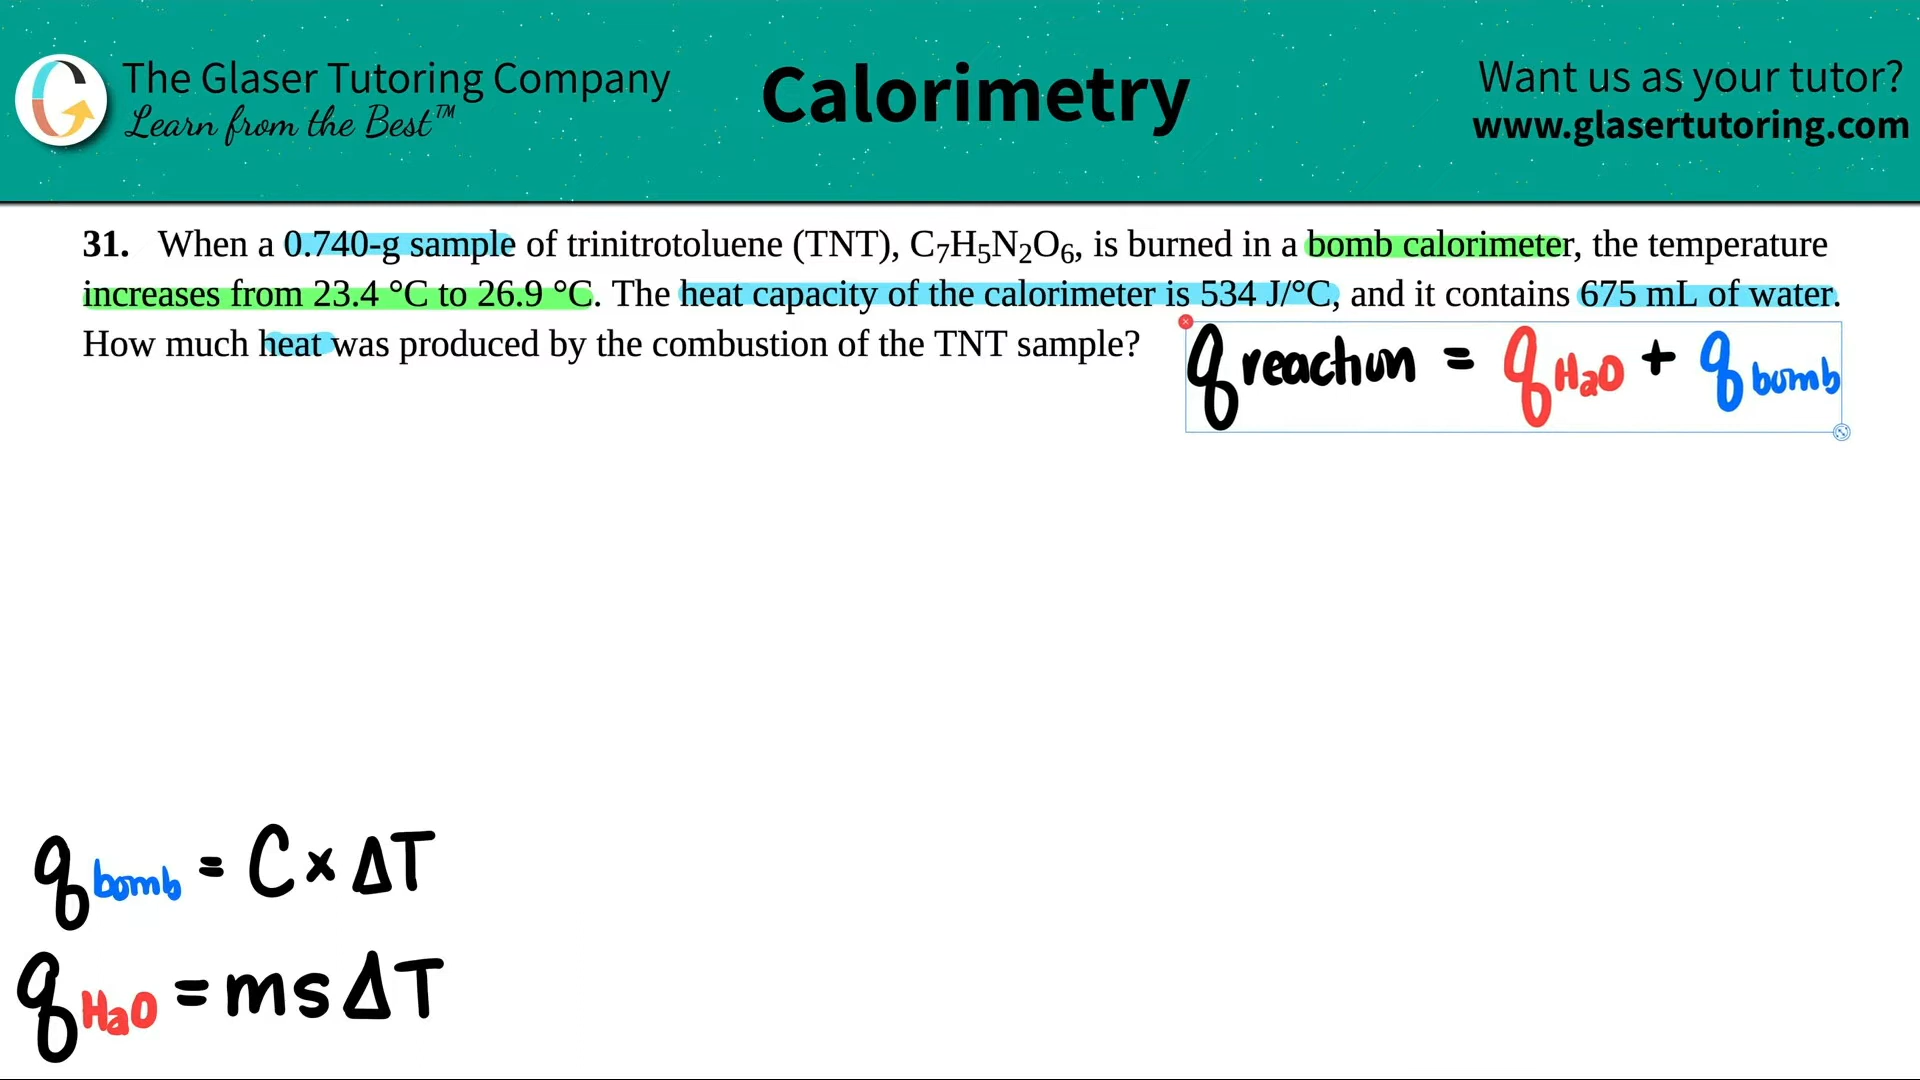 The Glaser Tutoring Company
Learn from the Best™
Calorimetry
Want us as your tutor?
www.glasertutoring.com
31. When a 0.740-g sample of trinitrotoluene (TNT), C₇H₅N₂O₆, is burned in a bomb calorimeter, the temperature
increases from 23.4 °C to 26.9 °C. The heat capacity of the calorimeter is 534 J/°C, and it contains 675 mL of water.
How much heat was produced by the combustion of the TNT sample?
q reaction = q H₂O + q bomb
q bomb = C × ΔT
q H₂O = m s ΔT